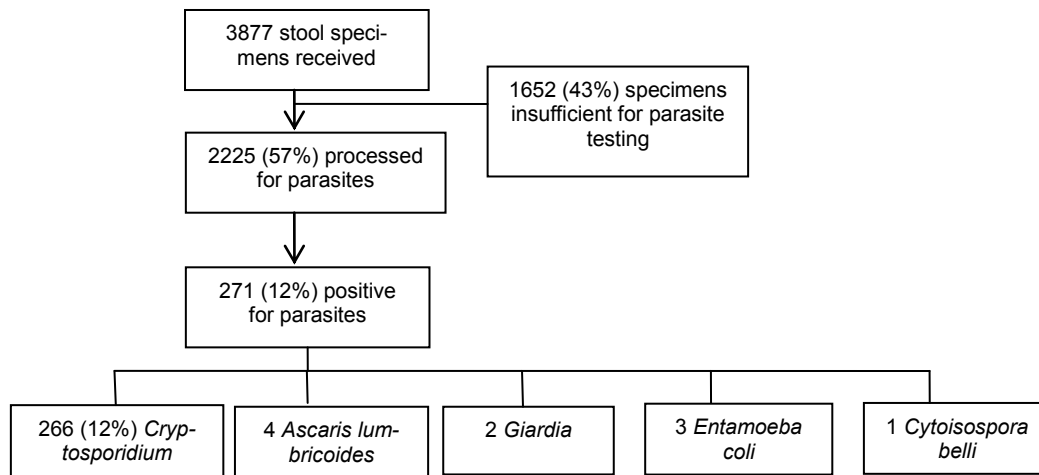 3877 stool speci-
mens received
1652 (43%) specimens
insufficient for parasite
testing
2225 (57%) processed
for parasites
271 (12%) positive
for parasites
266 (12%) Cryp-
tosporidium
4 Ascaris lum-
bricoides
2 Giardia
3 Entamoeba
coli
1 Cytoisospora
belli